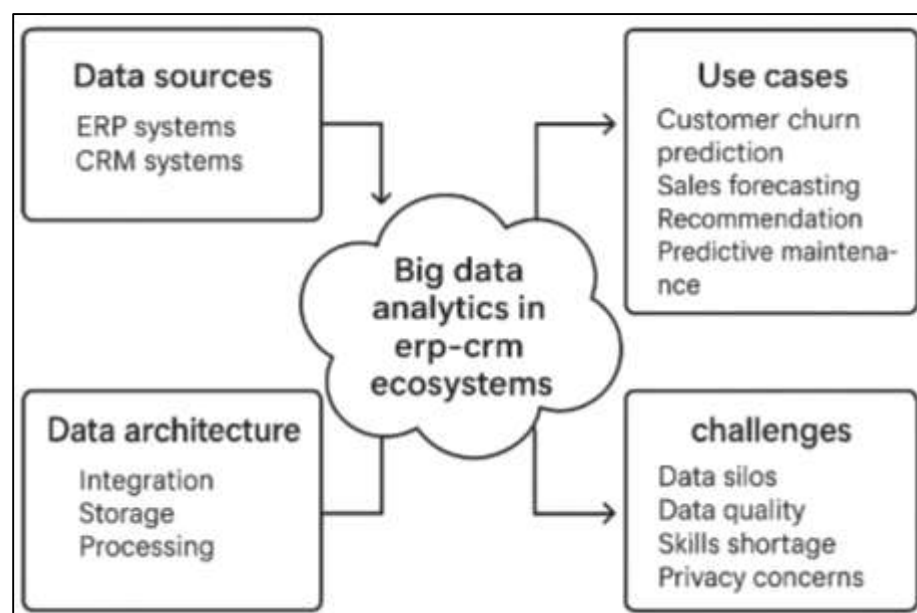 Data sources
ERP systems
CRM systems
Use cases
Customer churn
prediction
Sales forecasting
Recommendation
Predictive maintena-
nce
Big data
analytics in
erp-crm
ecosystems
Data architecture
Integration
Storage
Processing
challenges
Data silos
Data quality
Skills shortage
Privacy concerns